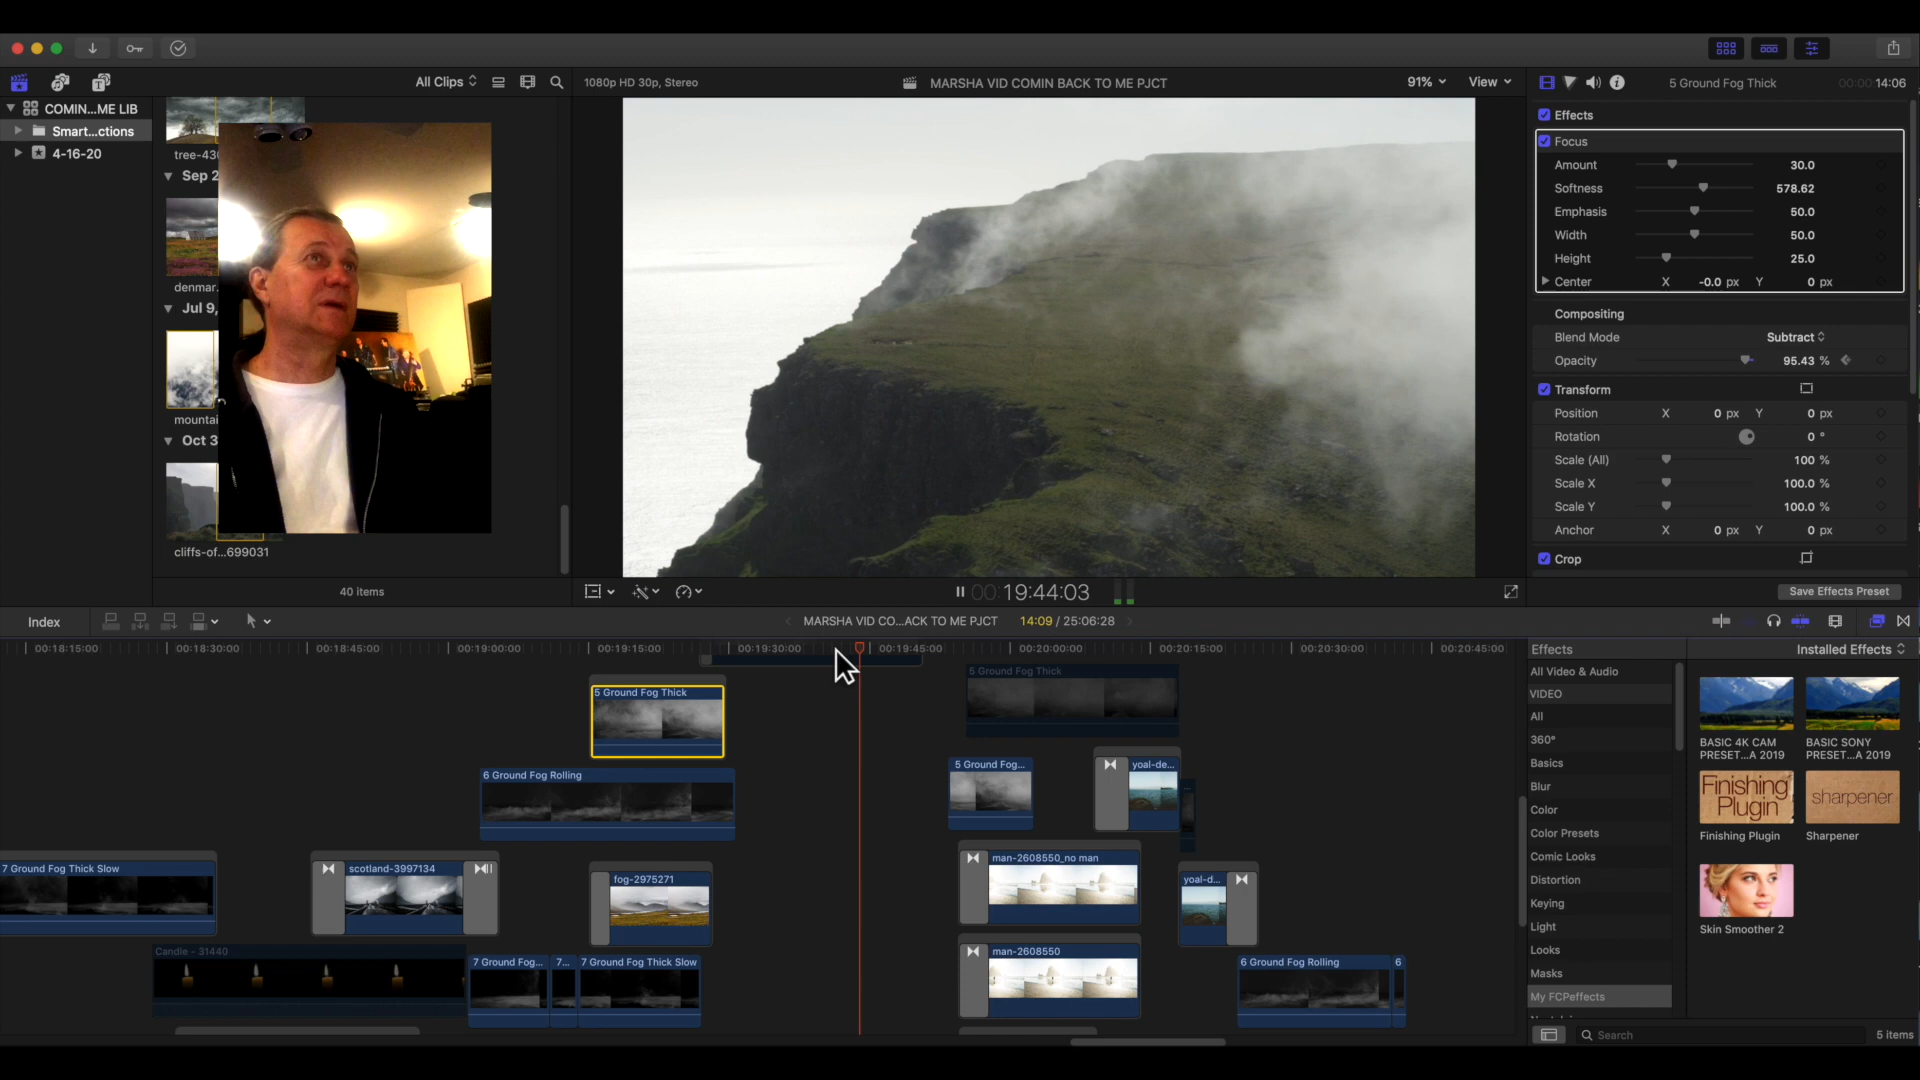 All Clips
1080p HD 30p, Stereo
MARSHA VID COMIN BACK TO ME PJCT
91%
View
5 Ground Fog Thick
00:00:14:06
COMIN...ME LIB
Smart...ctions
4-16-20
tree-43
Sep 2
denmar
Jul 9,
mountai
Oct 3
cliffs-of...699031
40 items
Effects
Focus
Amount 30.0
Softness 578.62
Emphasis 50.0
Width 50.0
Height 25.0
Center X -0.0 px Y 0 px
Compositing
Blend Mode Subtract
Opacity 95.43 %
Transform
Position X 0 px Y 0 px
Rotation 0 °
Scale (All) 100 %
Scale X 100.0 %
Scale Y 100.0 %
Anchor X 0 px Y 0 px
Crop
Save Effects Preset
00:19:44:03
Index
MARSHA VID CO...ACK TO ME PJCT
14:09 / 25:06:28
00:18:15:00 00:18:30:00 00:18:45:00 00:19:00:00 00:19:15:00 00:19:30:00 00:19:45:00 00:20:00:00 00:20:15:00 00:20:30:00 00:20:45:00
5 Ground Fog Thick
5 Ground Fog Thick
6 Ground Fog Rolling
5 Ground Fog...
yoal-de...
7 Ground Fog Thick Slow
scotland-3997134
fog-2975271
man-2608550_no man
yoal-d...
Candle - 31440
7 Ground Fog...
7...
7 Ground Fog Thick Slow
man-2608550
6 Ground Fog Rolling
6
Effects
Installed Effects
All Video & Audio
VIDEO
All
360°
Basics
Blur
Color
Color Presets
Comic Looks
Distortion
Keying
Light
Looks
Masks
My FCPeffects
BASIC 4K CAM
PRESET...A 2019
BASIC SONY
PRESET...A 2019
Finishing
Plugin
sharpener
Finishing Plugin
Sharpener
Skin Smoother 2
Search
5 items